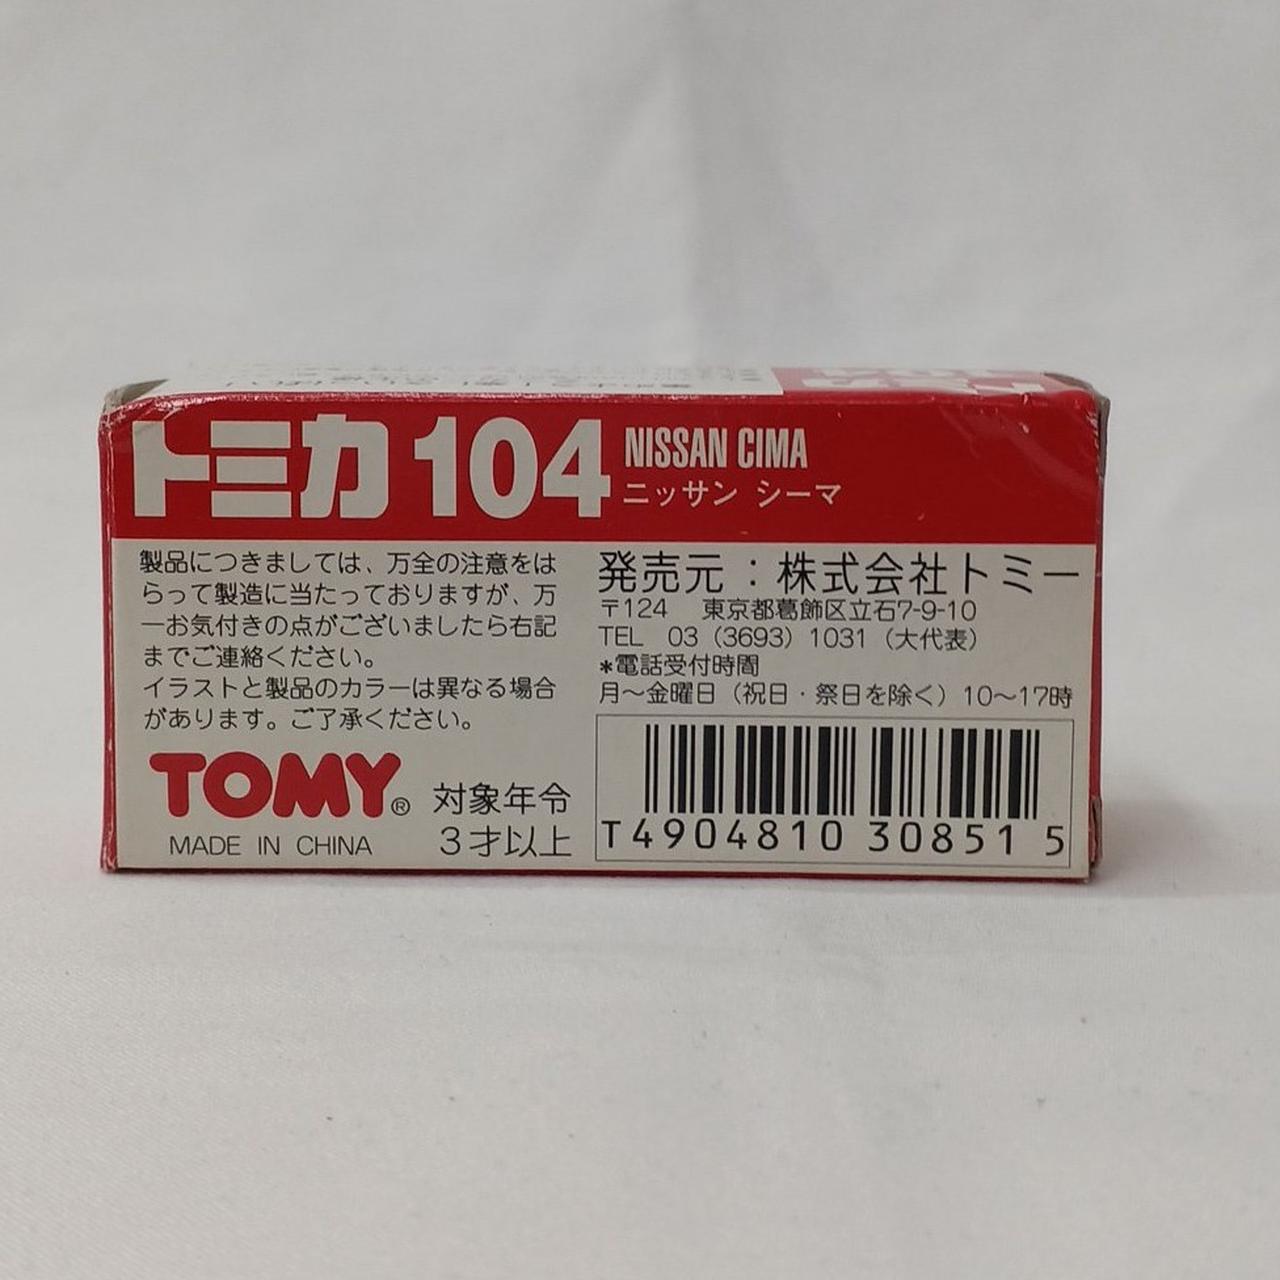 トミカ 104 NISSAN CIMA
ニッサン シーマ
製品につきましては、万全の注意をは
らって製造に当たっておりますが、万
一お気付きの点がございましたら右記
までご連絡ください。
イラストと製品のカラーは異なる場合
があります。ご了承ください。
TOMY®
MADE IN CHINA
対象年令
3才以上
発売元：株式会社トミー
〒124 東京都葛飾区立石7-9-10
TEL 03（3693）1031（大代表）
*電話受付時間
月～金曜日（祝日・祭日を除く）10～17時
T4904810 30851 5